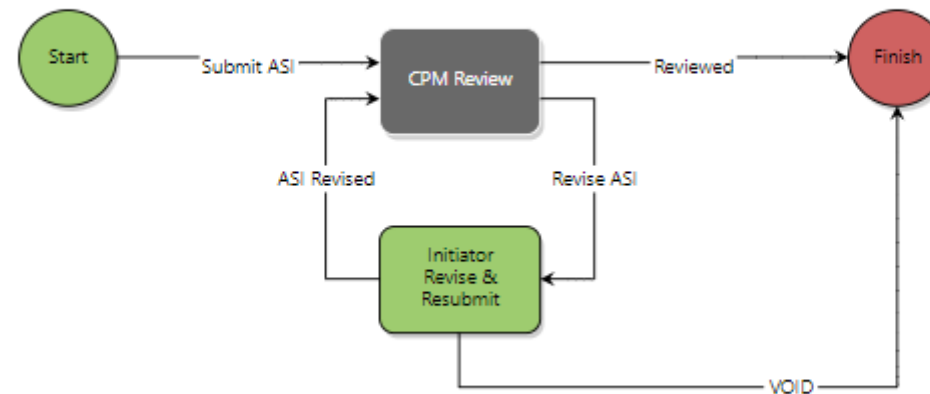 Start
Submit ASI
CPM Review
Reviewed
Finish
ASI Revised
Revise ASI
Initiator
Revise &
Resubmit
VOID